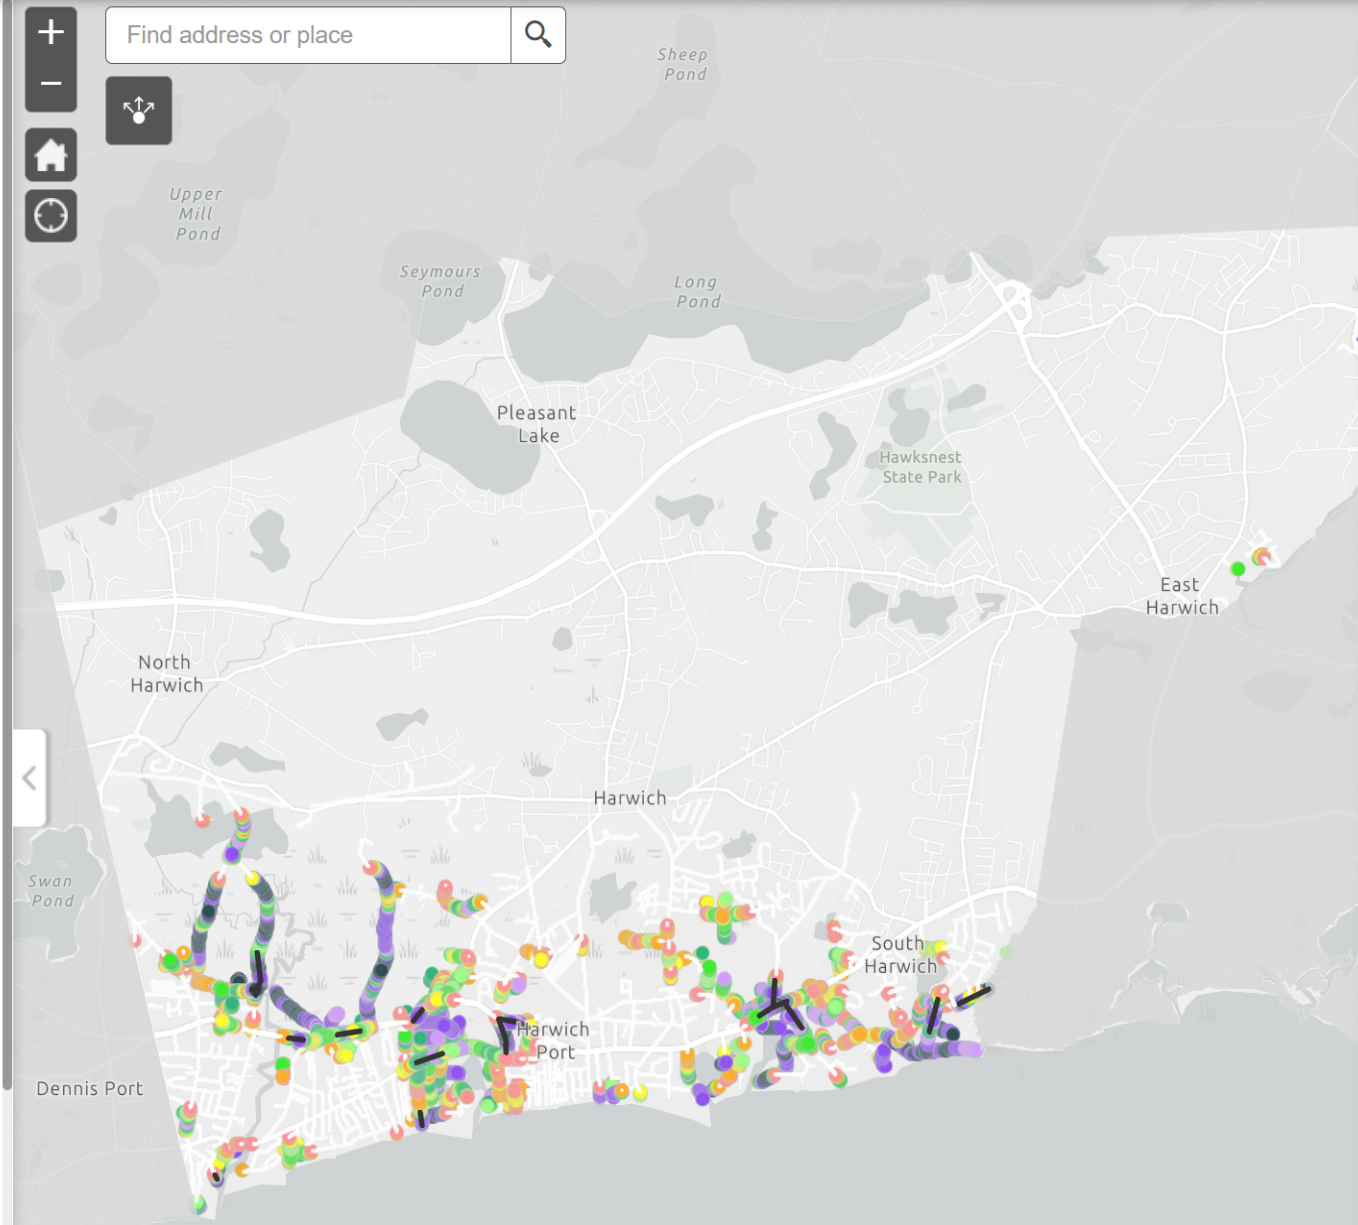 Find address or place
Sheep
Pond
Upper
Mill
Pond
Seymours
Pond
Long
Pond
Pleasant
Lake
Hawksnest
State Park
East
Harwich
North
Harwich
Harwich
Swan
Pond
South
Harwich
Harwich
Port
Dennis Port